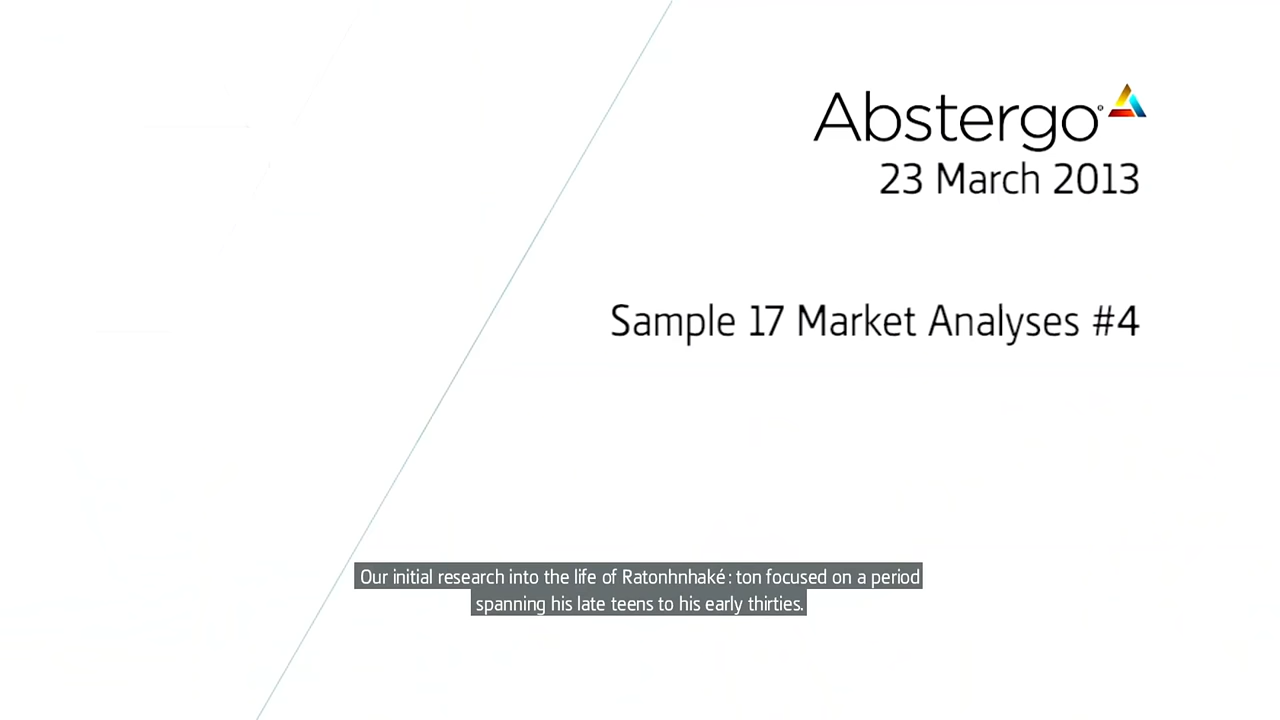 Abstergo®
23 March 2013
Sample 17 Market Analyses #4
Our initial research into the life of Ratonhnhaké : ton focused on a period
spanning his late teens to his early thirties.